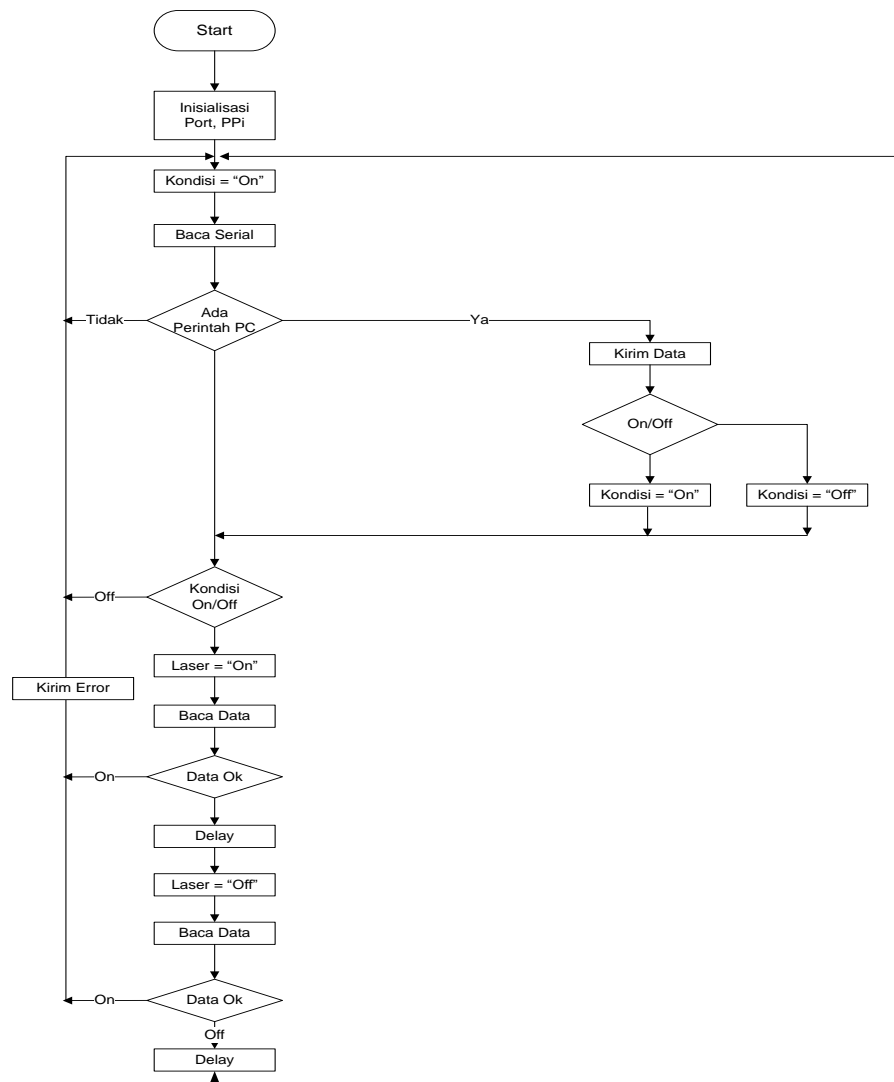 Start
Inisialisasi
Port, PPi
Kondisi = “On”
Baca Serial
Ada
Perintah PC
Tidak
Ya
Kirim Data
On/Off
Kondisi = “On”
Kondisi = “Off”
Kondisi
On/Off
Off
Laser = “On”
Kirim Error
Baca Data
Data Ok
On
Delay
Laser = “Off”
Baca Data
Data Ok
On
Off
Delay